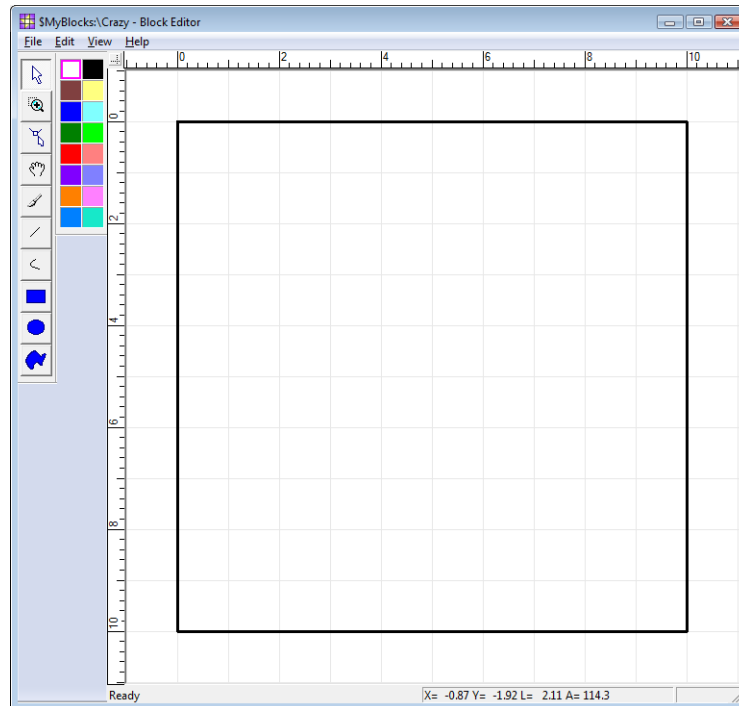 $MyBlocks:\Crazy - Block Editor
File Edit View Help
0 2 4 6 8 10
0
2
4
6
8
10
Ready X= -0.87 Y= -1.92 L= 2.11 A= 114.3